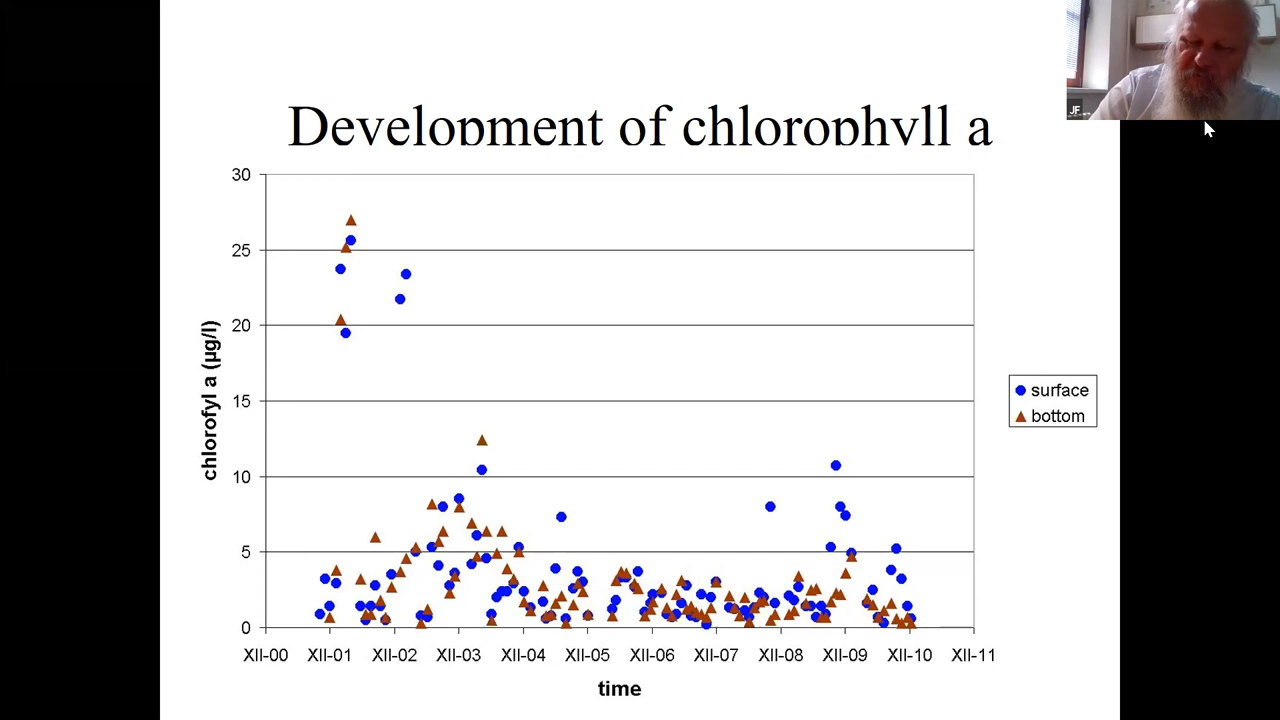 JF
Development of chlorophyll a
30
25
20
15
10
5
0
chlorofyl a (µg/l)
surface
bottom
XII-00 XII-01 XII-02 XII-03 XII-04 XII-05 XII-06 XII-07 XII-08 XII-09 XII-10 XII-11
time